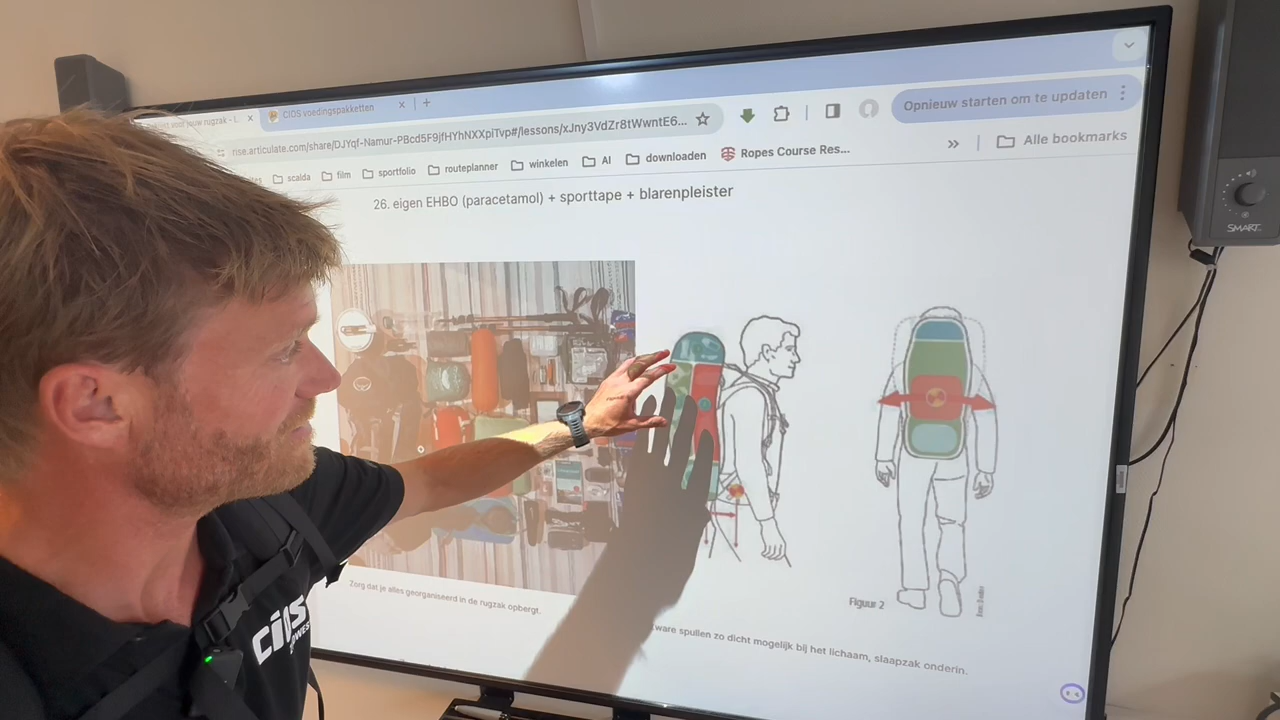 CIOS voedingspakketten
Opnieuw starten om te updaten
rise.articulate.com/share/DJYqf-Namur-PBcd5F9jfHYhNXXpiTvp#/lessons/xJny3VdZr8tWwntE6...
scalda
film
sportfolio
routeplanner
winkelen
AI
downloaden
Ropes Course Res...
Alle bookmarks
26. eigen EHBO (paracetamol) + sporttape + blarenpleister
Zorg dat je alles georganiseerd in de rugzak opbergt.
Figuur 2
ware spullen zo dicht mogelijk bij het lichaam, slaapzak onderin.
SMART
cios